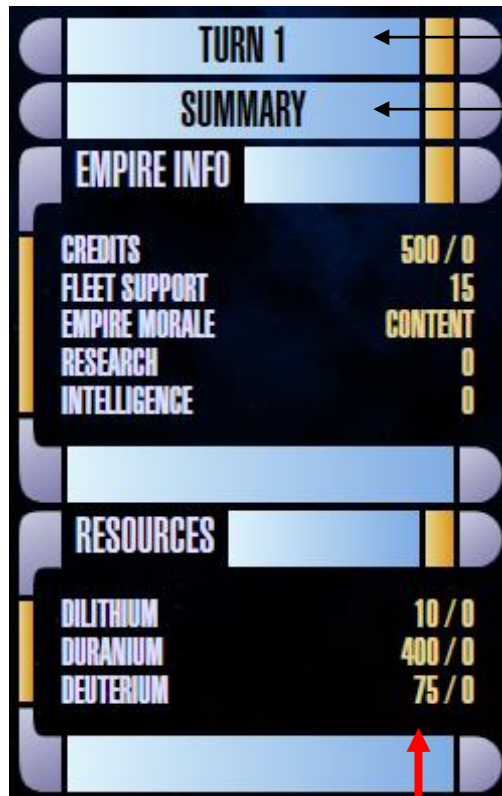 TURN 1
SUMMARY
EMPIRE INFO
CREDITS 500 / 0
FLEET SUPPORT 15
EMPIRE MORALE CONTENT
RESEARCH 0
INTELLIGENCE 0
RESOURCES
DILITHIUM 10 / 0
DURANIUM 400 / 0
DEUTERIUM 75 / 0